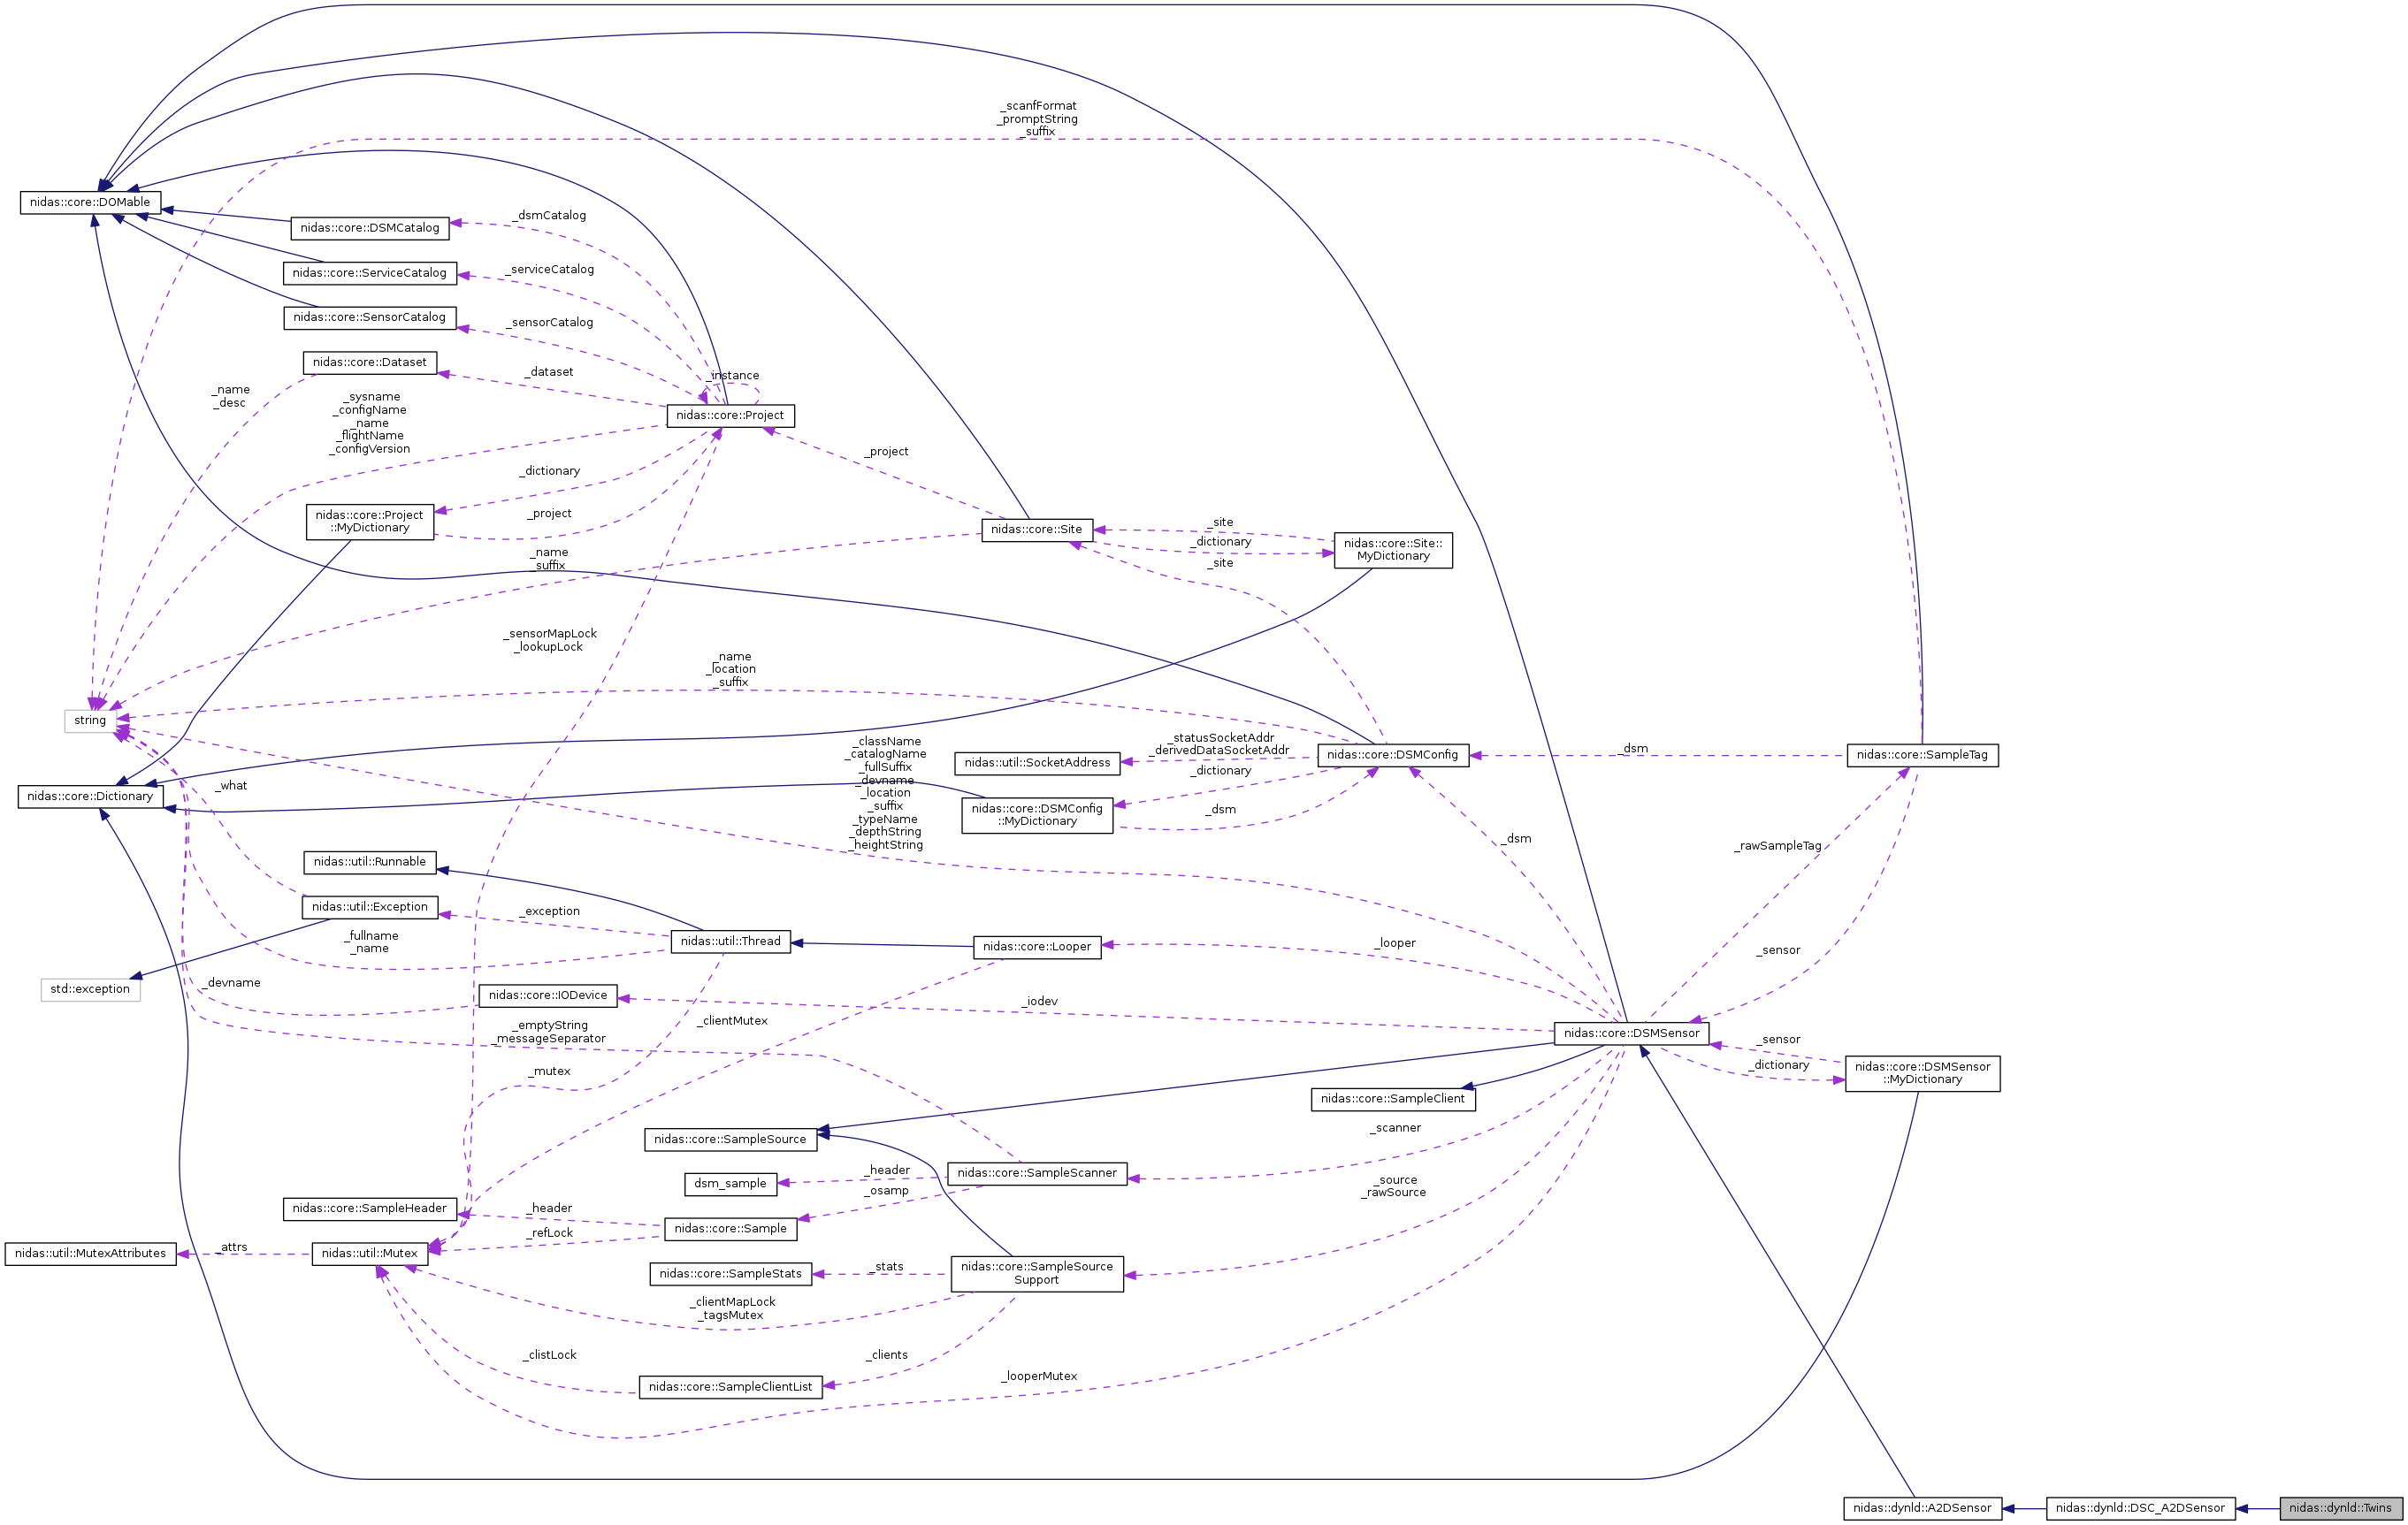 _scanfFormat
_promptString
_suffix
nidas::core::DOMable
_dsmCatalog
nidas::core::DSMCatalog
_serviceCatalog
nidas::core::ServiceCatalog
_sensorCatalog
nidas::core::SensorCatalog
nidas::core::Dataset
_dataset
_instance
_name
_desc
_sysname
_configName
_name
_flightName
_configVersion
nidas::core::Project
_project
_dictionary
nidas::core::Project
::MyDictionary
_project
nidas::core::Site
_site
_dictionary
_site
nidas::core::Site::
MyDictionary
_name
_suffix
_sensorMapLock
_lookupLock
_name
_location
_suffix
string
_statusSocketAddr
_derivedDataSocketAddr
nidas::util::SocketAddress
nidas::core::DSMConfig
_dsm
nidas::core::SampleTag
_className
_catalogName
_fullSuffix
_devname
_location
_suffix
_typeName
_depthString
_heightString
_dictionary
_what
nidas::core::Dictionary
nidas::core::DSMConfig
::MyDictionary
_dsm
_dsm
_rawSampleTag
nidas::util::Runnable
nidas::util::Exception
_exception
_fullname
_name
nidas::util::Thread
nidas::core::Looper
_looper
_sensor
std::exception
_devname
nidas::core::IODevice
_iodev
_clientMutex
_emptyString
_messageSeparator
nidas::core::DSMSensor
_sensor
_dictionary
nidas::core::DSMSensor
::MyDictionary
_mutex
nidas::core::SampleClient
nidas::core::SampleSource
_scanner
nidas::core::SampleScanner
_header
dsm_sample
_osamp
_source
_rawSource
nidas::core::SampleHeader
_header
nidas::core::Sample
_refLock
nidas::util::MutexAttributes
_attrs
nidas::util::Mutex
nidas::core::SampleStats
_stats
nidas::core::SampleSource
Support
_clientMapLock
_tagsMutex
_clistLock
_clients
nidas::core::SampleClientList
_looperMutex
nidas::dynld::A2DSensor
nidas::dynld::DSC_A2DSensor
nidas::dynld::Twins